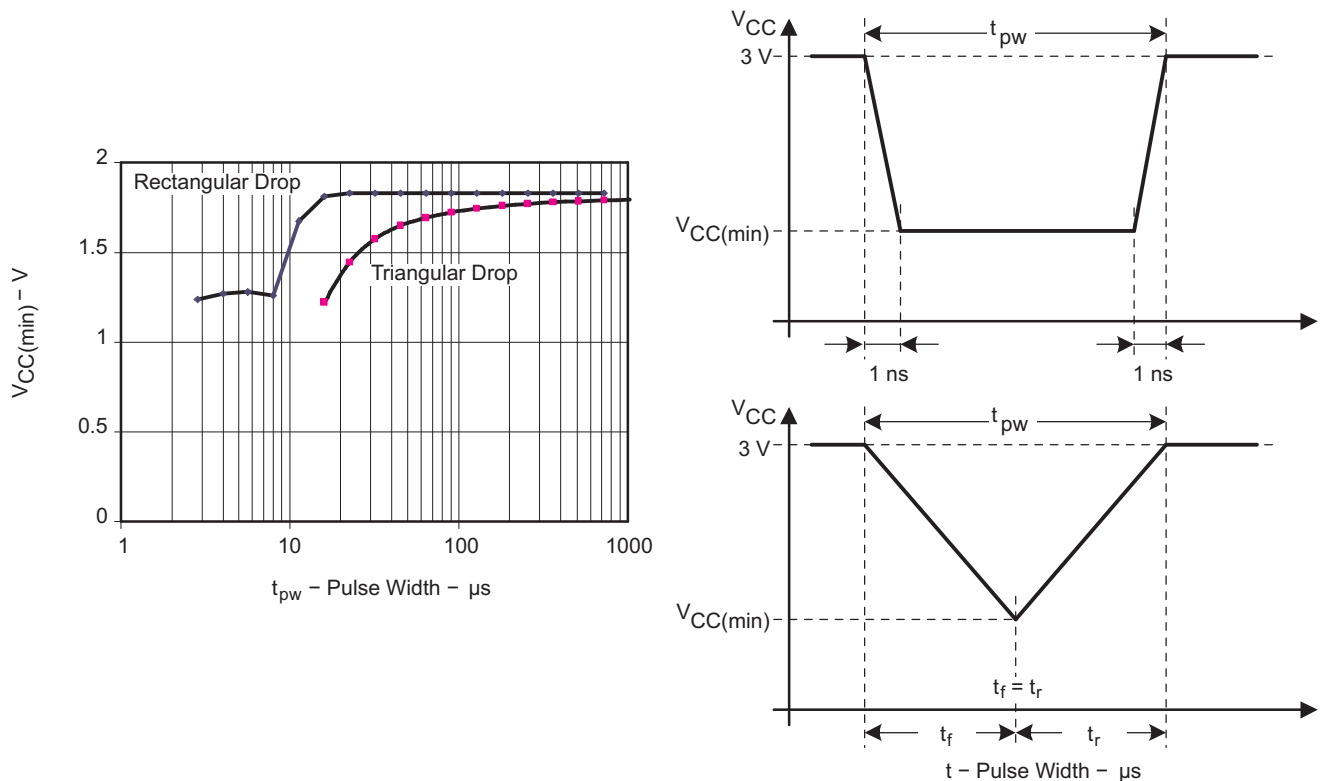 2
Rectangular Drop
1.5
Triangular Drop
1
0.5
0
VCC(min) − V
1 10 100 1000
tpw − Pulse Width − µs
VCC
tpw
3 V
VCC(min)
1 ns 1 ns
VCC
tpw
3 V
VCC(min)
tf = tr
tf tr
t − Pulse Width − µs